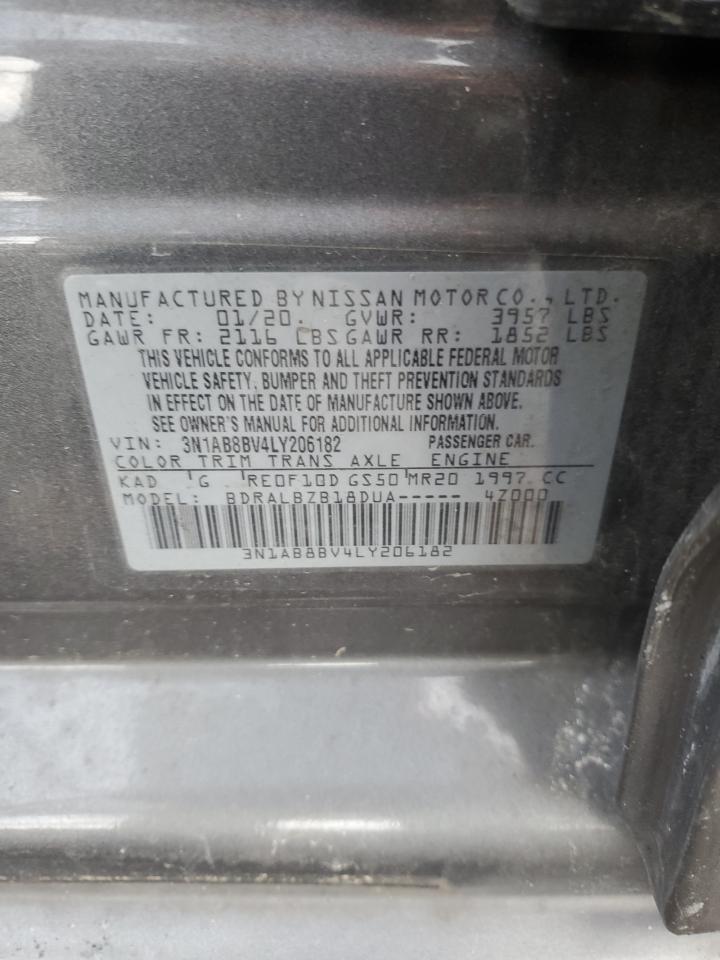 MANUFACTURED BY NISSAN MOTOR CO., LTD.
DATE: 01/20. GVWR: 3957 LBS
GAWR FR: 2116 LBS GAWR RR: 1852 LBS
THIS VEHICLE CONFORMS TO ALL APPLICABLE FEDERAL MOTOR
VEHICLE SAFETY, BUMPER AND THEFT PREVENTION STANDARDS
IN EFFECT ON THE DATE OF MANUFACTURE SHOWN ABOVE.
SEE OWNER'S MANUAL FOR ADDITIONAL INFORMATION.
VIN: 3N1AB8BV4LY206182 PASSENGER CAR.
COLOR TRIM TRANS AXLE ENGINE
KAD G RE0F10D GS50 MR20 1997 CC
MODEL: BDRALBZB18DUA----- 4Z000
3N1AB8BV4LY206182